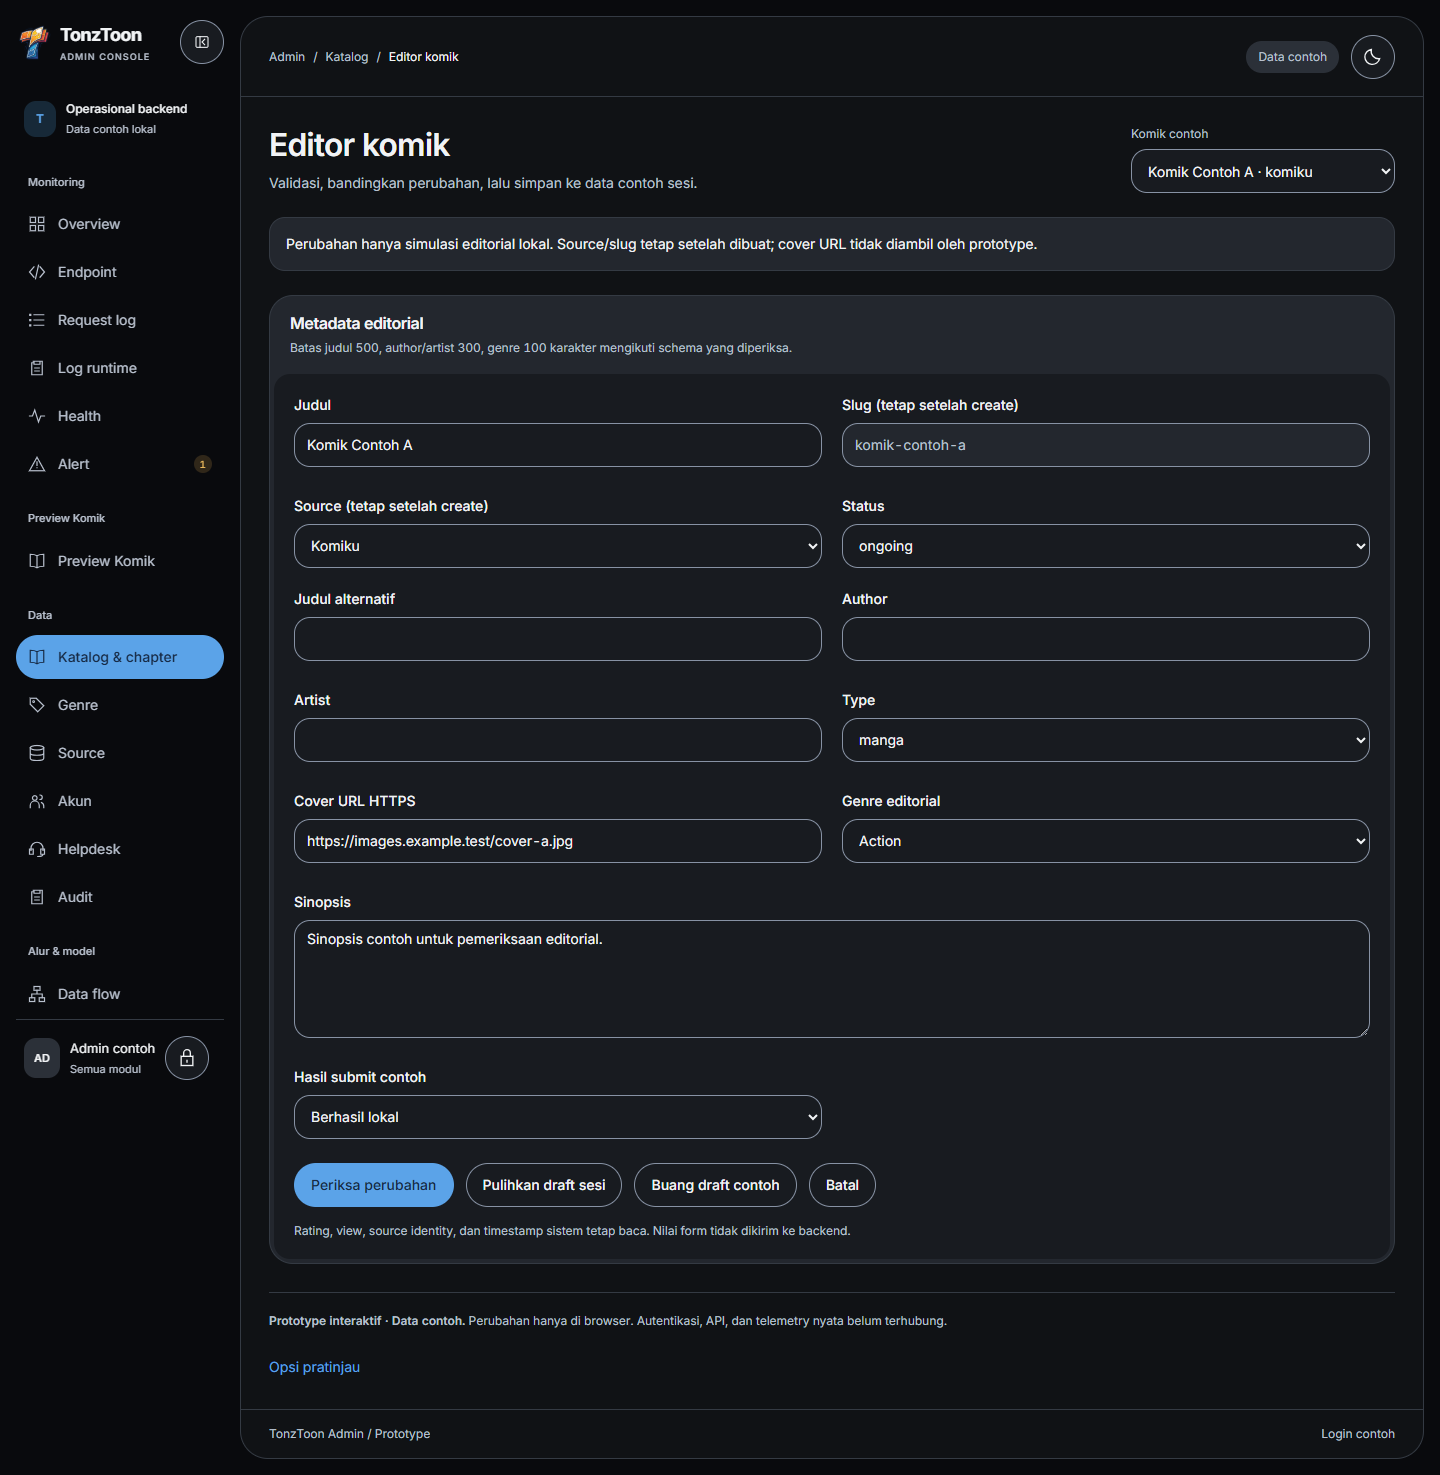 TonzToon
ADMIN CONSOLE
T
Operasional backend
Data contoh lokal
Monitoring
Overview
Endpoint
Request log
Log runtime
Health
Alert
1
Preview Komik
Preview Komik
Data
Katalog & chapter
Genre
Source
Akun
Helpdesk
Audit
Alur & model
Data flow
AD
Admin contoh
Semua modul
Admin / Katalog / Editor komik
Data contoh
Editor komik
Validasi, bandingkan perubahan, lalu simpan ke data contoh sesi.
Komik contoh
Komik Contoh A · komiku
Perubahan hanya simulasi editorial lokal. Source/slug tetap setelah dibuat; cover URL tidak diambil oleh prototype.
Metadata editorial
Batas judul 500, author/artist 300, genre 100 karakter mengikuti schema yang diperiksa.
Judul
Komik Contoh A
Slug (tetap setelah create)
komik-contoh-a
Source (tetap setelah create)
Komiku
Status
ongoing
Judul alternatif
Author
Artist
Type
manga
Cover URL HTTPS
https://images.example.test/cover-a.jpg
Genre editorial
Action
Sinopsis
Sinopsis contoh untuk pemeriksaan editorial.
Hasil submit contoh
Berhasil lokal
Periksa perubahan
Pulihkan draft sesi
Buang draft contoh
Batal
Rating, view, source identity, dan timestamp sistem tetap baca. Nilai form tidak dikirim ke backend.
Prototype interaktif · Data contoh. Perubahan hanya di browser. Autentikasi, API, dan telemetry nyata belum terhubung.
Opsi pratinjau
TonzToon Admin / Prototype
Login contoh